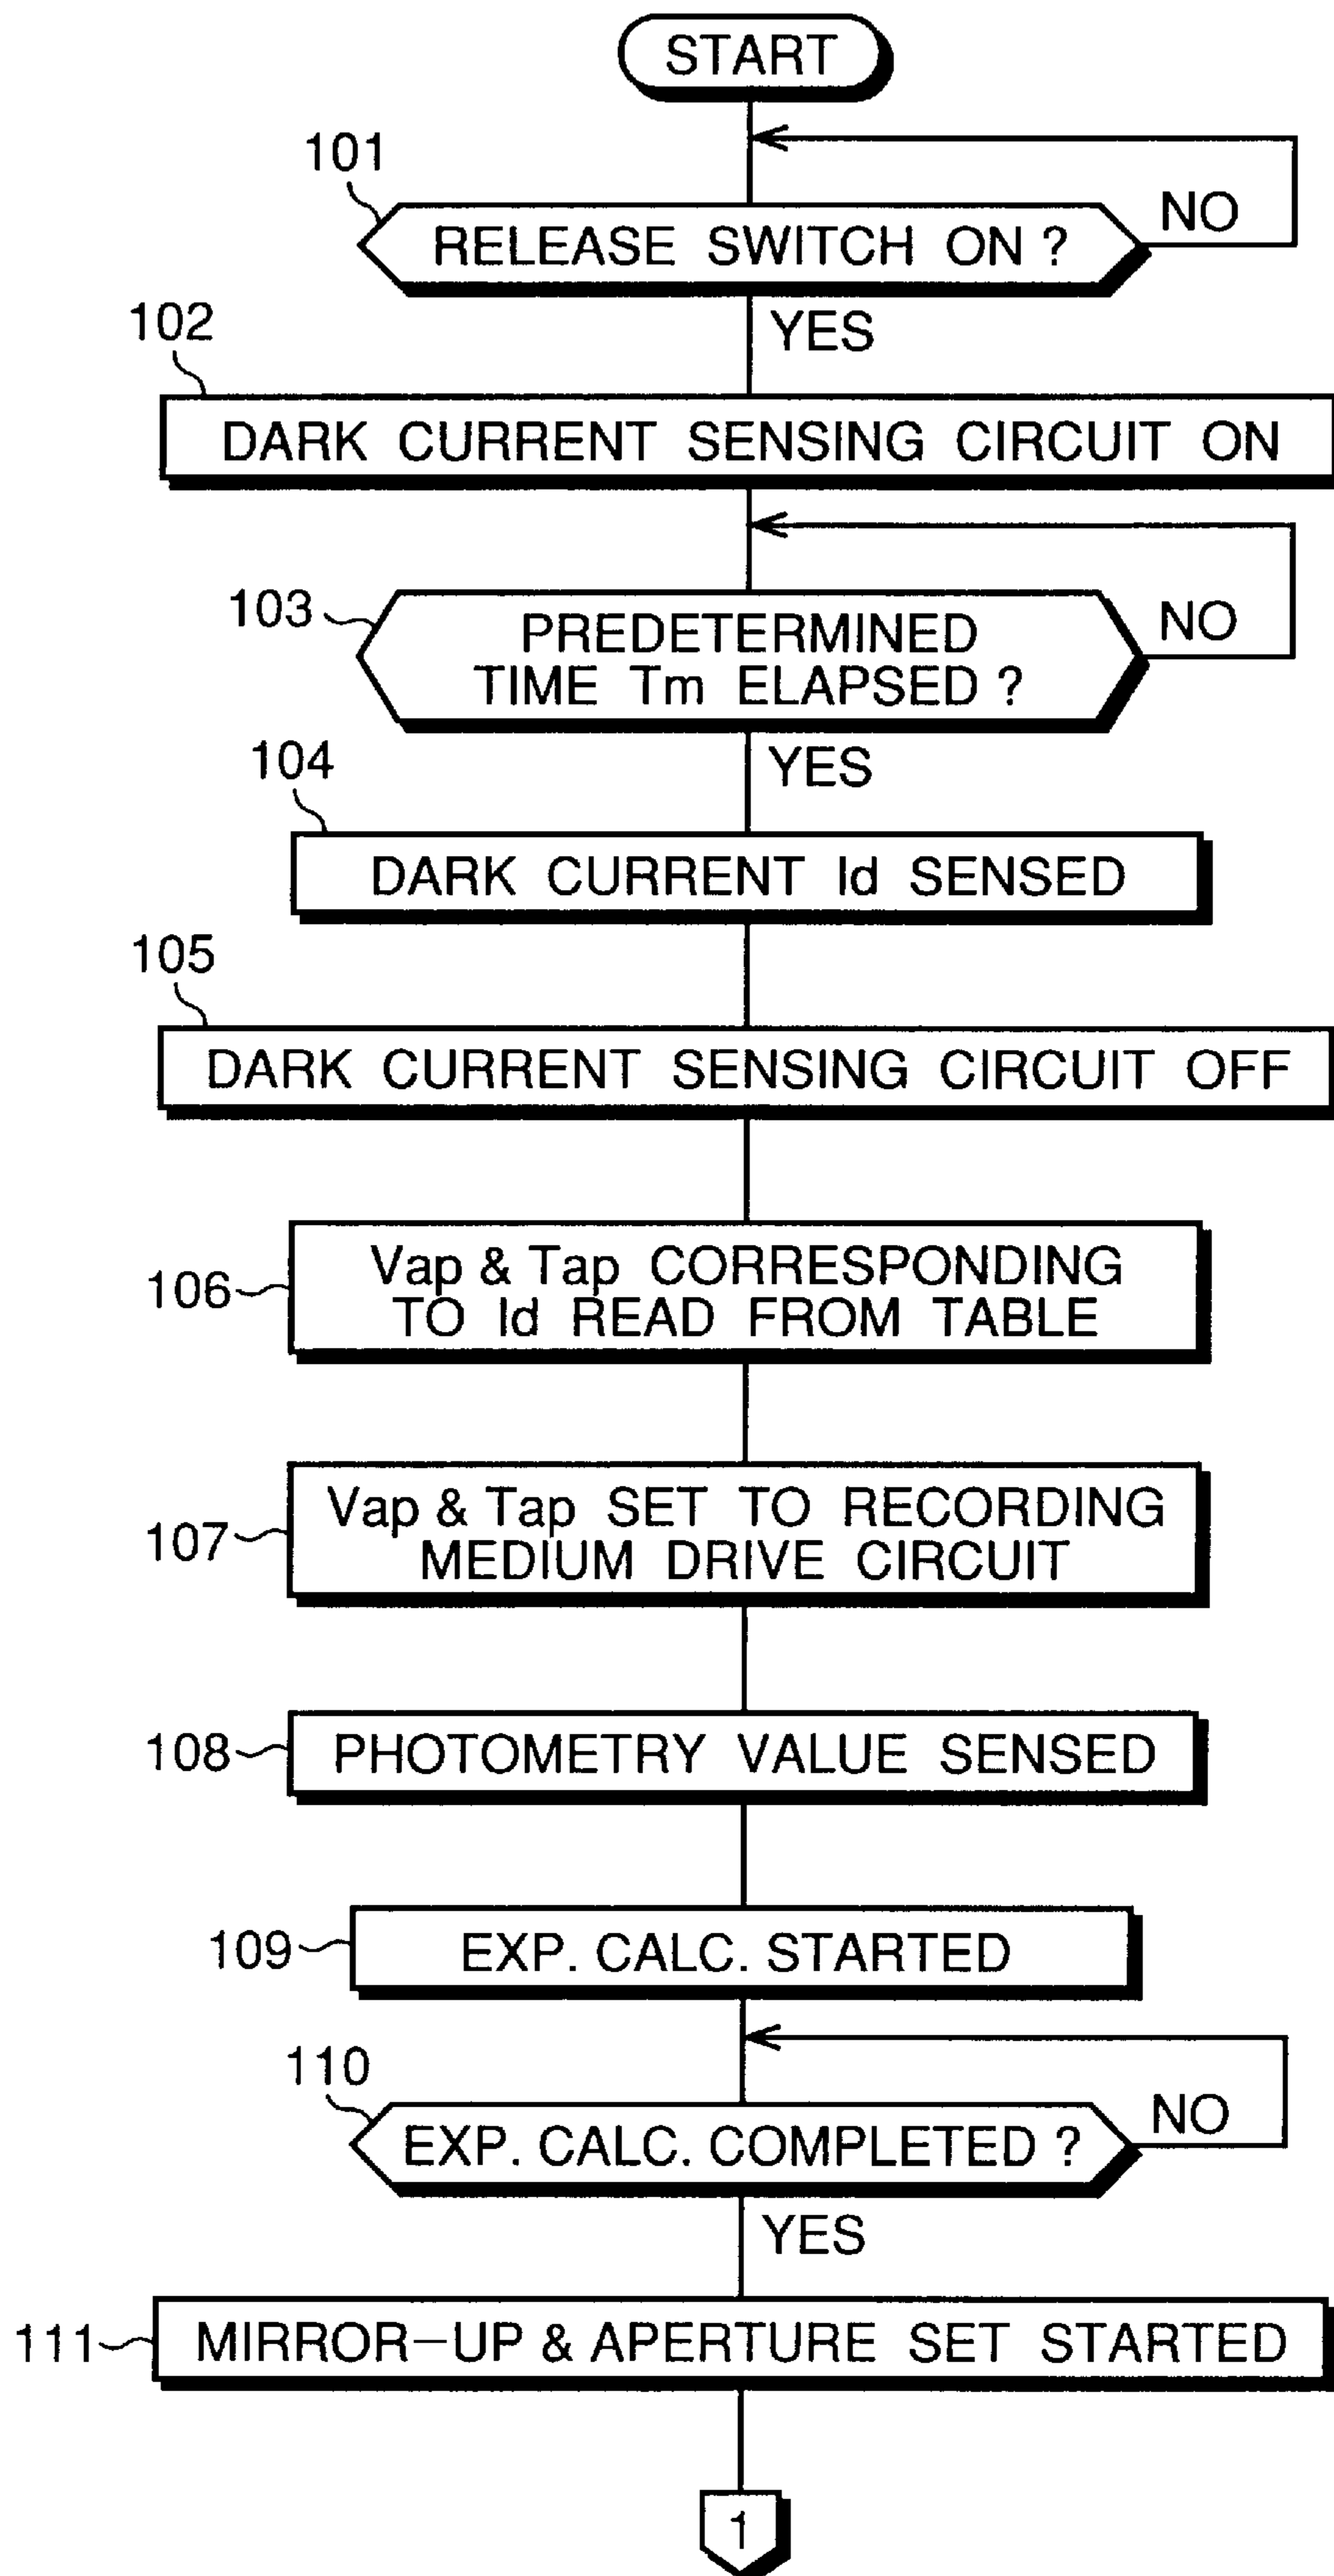 START
101
RELEASE SWITCH ON ?
NO
YES
102
DARK CURRENT SENSING CIRCUIT ON
103
PREDETERMINED
TIME Tm ELAPSED ?
NO
YES
104
DARK CURRENT Id SENSED
105
DARK CURRENT SENSING CIRCUIT OFF
106
Vap & Tap CORRESPONDING
TO Id READ FROM TABLE
107
Vap & Tap SET TO RECORDING
MEDIUM DRIVE CIRCUIT
108
PHOTOMETRY VALUE SENSED
109
EXP. CALC. STARTED
110
EXP. CALC. COMPLETED ?
NO
YES
111
MIRROR-UP & APERTURE SET STARTED
1